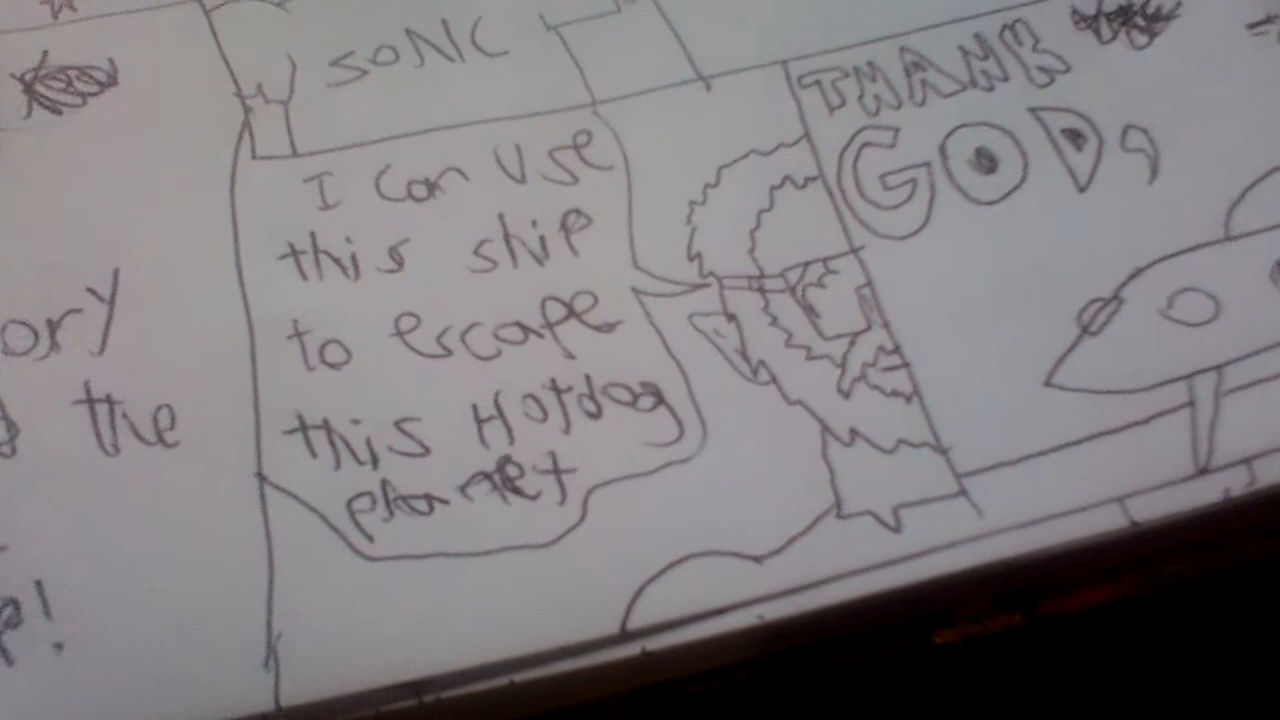 SONIC
I can use
this ship
to escape
this Hotdog
planet
THANK
GOD,
ory
the
p!